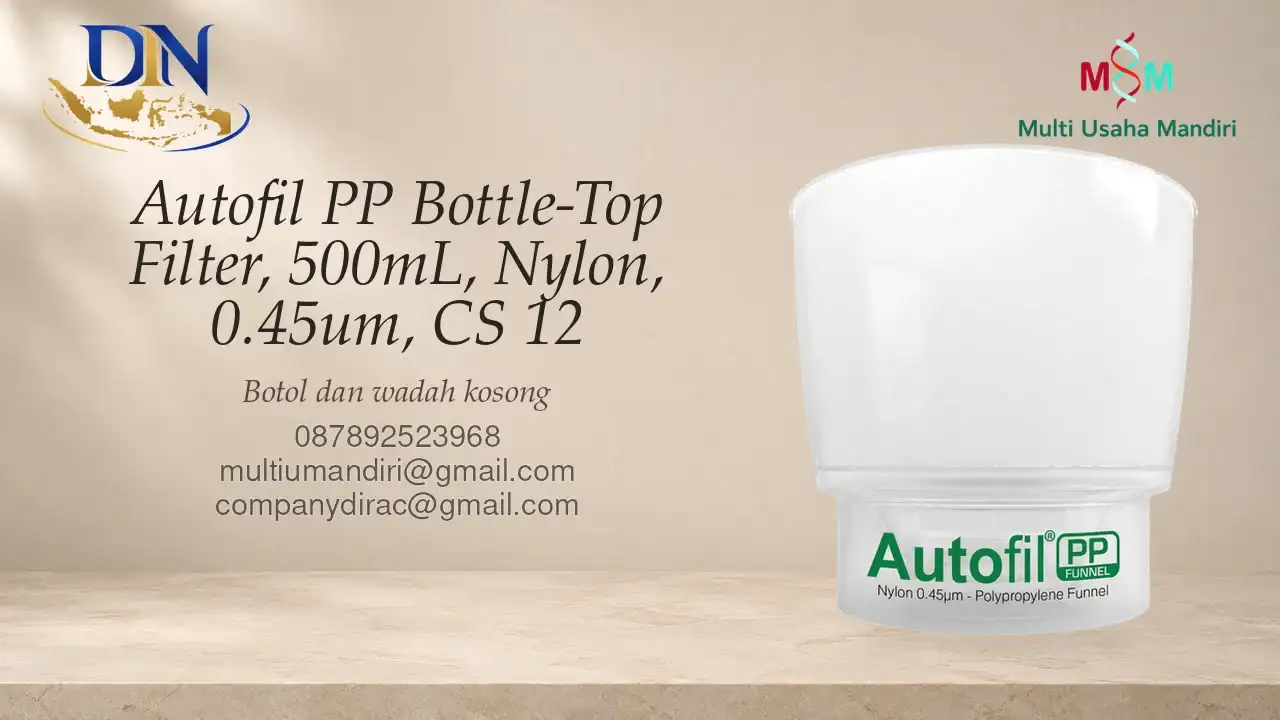 DN
M M
Multi Usaha Mandiri
Autofil PP Bottle-Top
Filter, 500mL, Nylon,
0.45um, CS 12
Botol dan wadah kosong
087892523968
multiumandiri@gmail.com
companydirac@gmail.com
Autofil® PP
FUNNEL
Nylon 0.45µm - Polypropylene Funnel